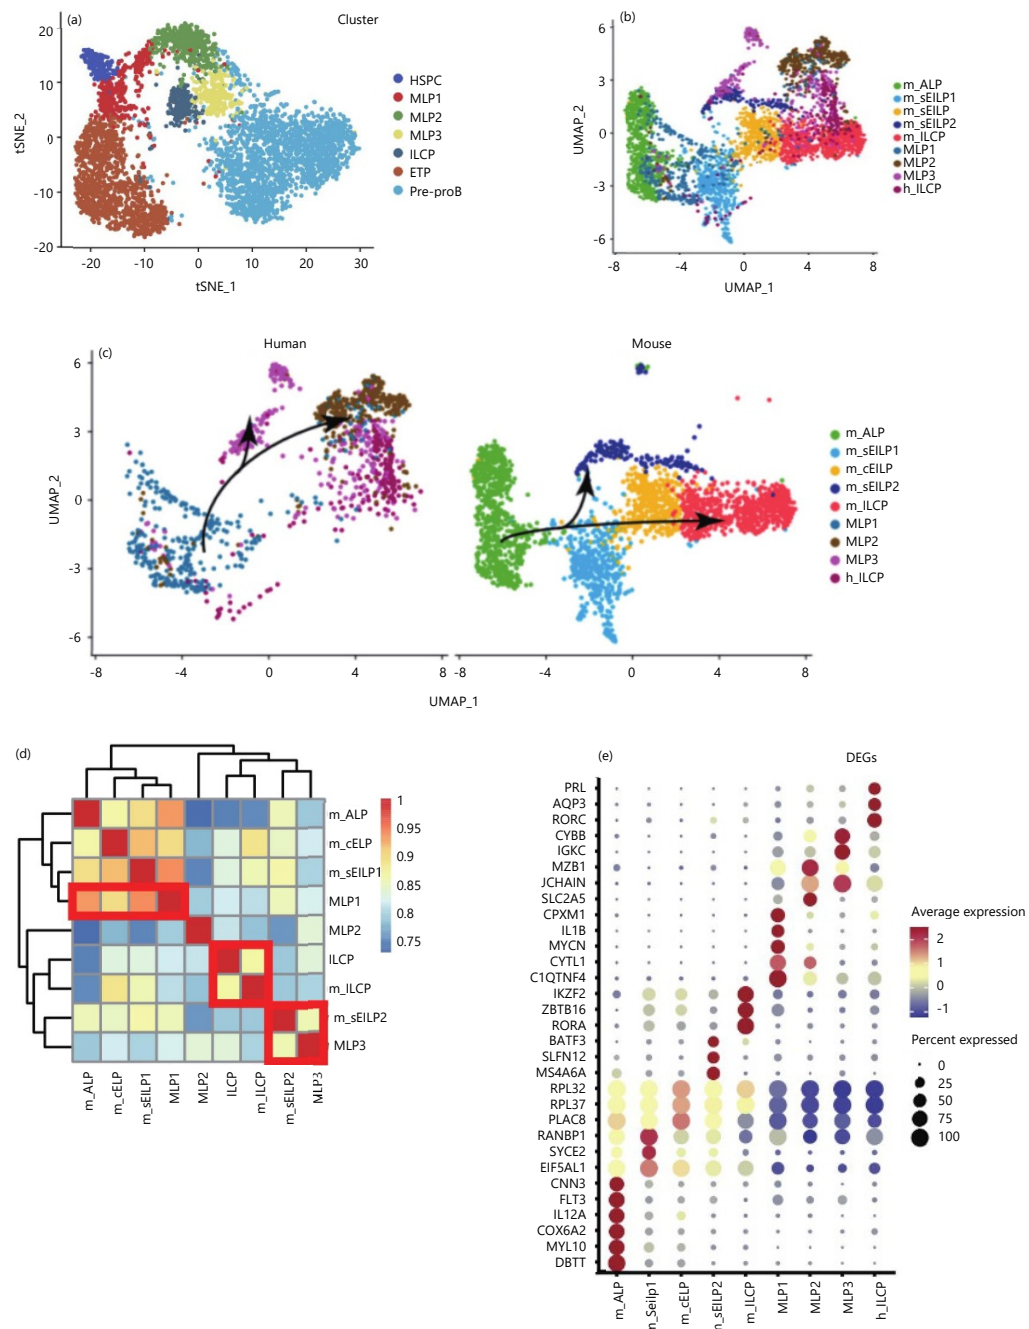 (a)
Cluster
20
10
0
-10
-20
tSNE_2
-20
-10
0
10
20
30
tSNE_1
HSPC
MLP1
MLP2
MLP3
ILCP
ETP
Pre-proB
(b)
6
3
0
-3
-6
UMAP_2
-8
-4
0
4
8
UMAP_1
m_ALP
m_sEILP1
m_sEILP
m_sEILP2
m_ILCP
MLP1
MLP2
MLP3
h_ILCP
(c)
Human
Mouse
6
3
0
-3
-6
UMAP_2
-8
-4
0
4
8
-8
-4
0
4
8
UMAP_1
m_ALP
m_sEILP1
m_cEILP
m_sEILP2
m_ILCP
MLP1
MLP2
MLP3
h_ILCP
(d)
m_ALP
m_cELP
m_sEILP1
MLP1
MLP2
ILCP
m_ILCP
m_sEILP2
MLP3
1
0.95
0.9
0.85
0.8
0.75
m_ALP
m_cELP
m_sEILP1
MLP1
MLP2
ILCP
m_ILCP
m_sEILP2
MLP3
(e)
DEGs
PRL
AQP3
RORC
CYBB
IGKC
MZB1
JCHAIN
SLC2A5
CPXM1
IL1B
MYCN
CYTL1
C1QTNF4
IKZF2
ZBTB16
RORA
BATF3
SLFN12
MS4A6A
RPL32
RPL37
PLAC8
RANBP1
SYCE2
EIF5AL1
CNN3
FLT3
IL12A
COX6A2
MYL10
DBTT
m_ALP
n_Seilp1
m_cELP
n_sEILP2
m_ILCP
MLP1
MLP2
MLP3
h_ILCP
Average expression
2
1
0
-1
Percent expressed
0
25
50
75
100